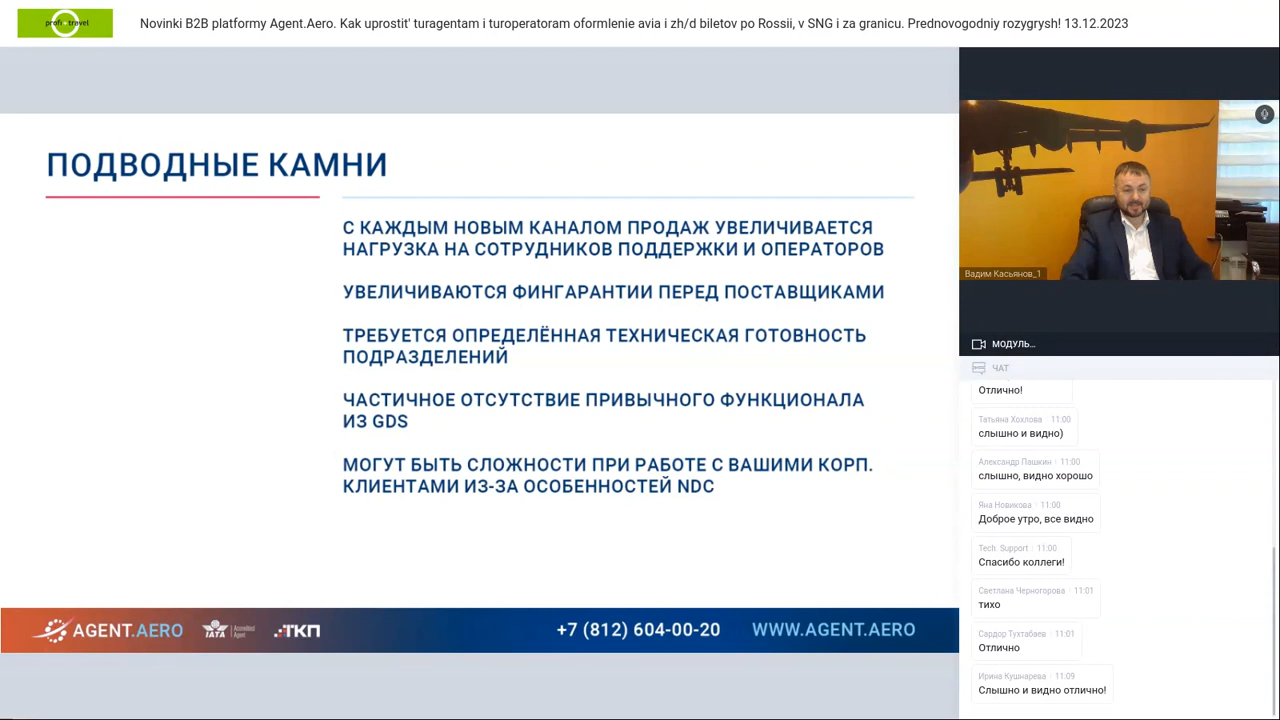 profi travel
Novinki B2B platformy Agent.Aero. Kak uprostit' turagentam i turoperatoram oformlenie avia i zh/d biletov po Rossii, v SNG i za granicu. Prednovogodniy rozygrysh! 13.12.2023
ПОДВОДНЫЕ КАМНИ
С КАЖДЫМ НОВЫМ КАНАЛОМ ПРОДАЖ УВЕЛИЧИВАЕТСЯ
НАГРУЗКА НА СОТРУДНИКОВ ПОДДЕРЖКИ И ОПЕРАТОРОВ
УВЕЛИЧИВАЮТСЯ ФИНГАРАНТИИ ПЕРЕД ПОСТАВЩИКАМИ
ТРЕБУЕТСЯ ОПРЕДЕЛЁННАЯ ТЕХНИЧЕСКАЯ ГОТОВНОСТЬ
ПОДРАЗДЕЛЕНИЙ
ЧАСТИЧНОЕ ОТСУТСТВИЕ ПРИВЫЧНОГО ФУНКЦИОНАЛА
ИЗ GDS
МОГУТ БЫТЬ СЛОЖНОСТИ ПРИ РАБОТЕ С ВАШИМИ КОРП.
КЛИЕНТАМИ ИЗ-ЗА ОСОБЕННОСТЕЙ NDC
AGENT.AERO
IATA
Accredited
Agent
ТКП
+7 (812) 604-00-20
WWW.AGENT.AERO
Вадим Касьянов_1
МОДУЛЬ...
ЧАТ
Отлично!
Татьяна Хохлова 11:00
слышно и видно)
Александр Пашкин 11:00
слышно, видно хорошо
Яна Новикова 11:00
Доброе утро, все видно
Tech. Support 11:00
Спасибо коллеги!
Светлана Черногорова 11:01
тихо
Сардор Тухтабаев 11:01
Отлично
Ирина Кушнарева 11:09
Слышно и видно отлично!